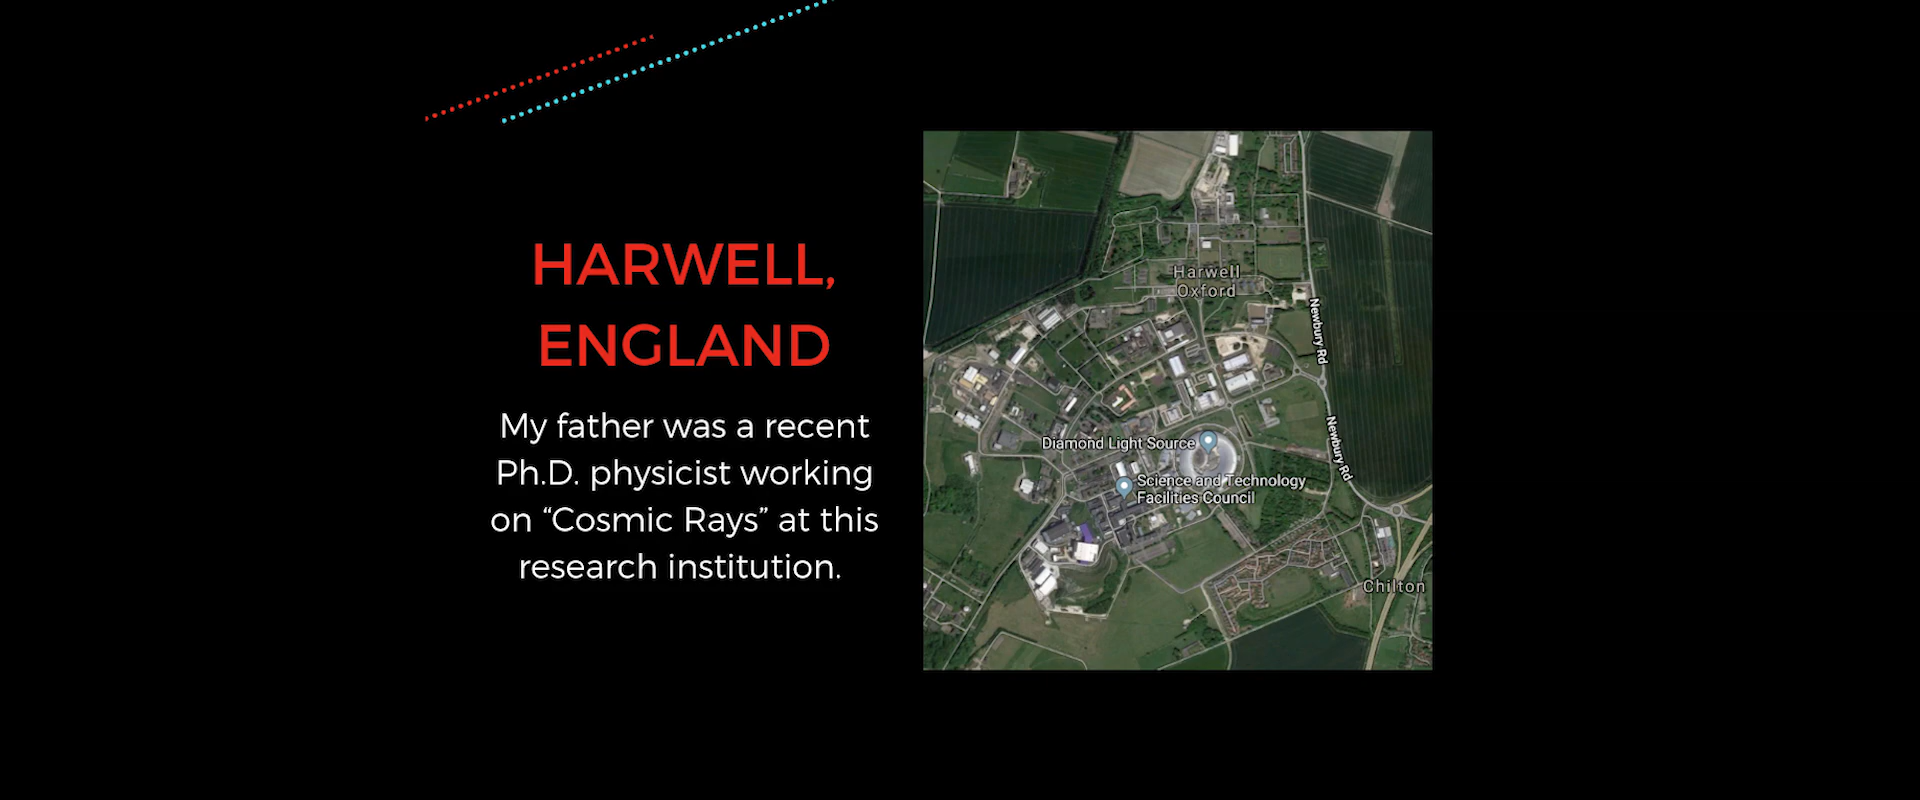 HARWELL,
ENGLAND
My father was a recent
Ph.D. physicist working
on “Cosmic Rays” at this
research institution.
Harwell
Oxford
Newbury Rd
Newbury Rd
Diamond Light Source
Science and Technology
Facilities Council
Chilton